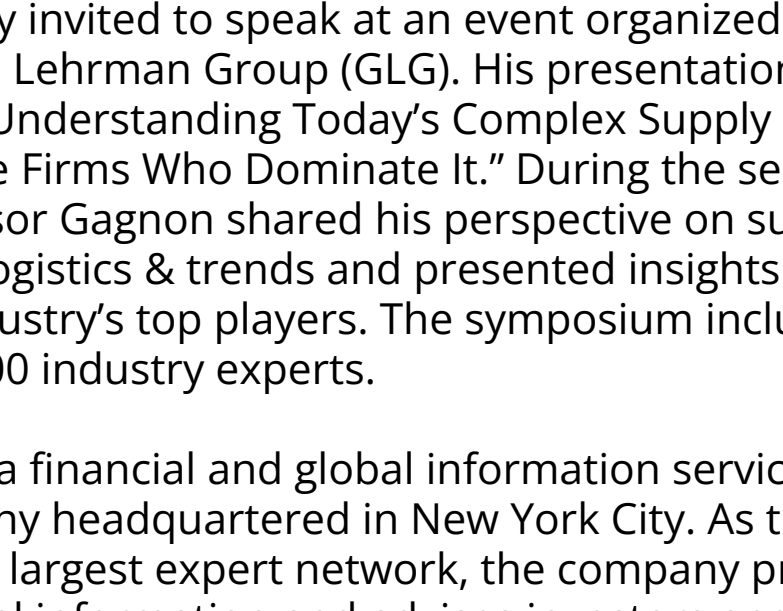 y invited to speak at an event organized
Lehrman Group (GLG). His presentation
Understanding Today’s Complex Supply
e Firms Who Dominate It.” During the se
sor Gagnon shared his perspective on su
ogistics & trends and presented insights
ustry’s top players. The symposium inclu
00 industry experts.
a financial and global information servic
ny headquartered in New York City. As t
largest expert network, the company pr